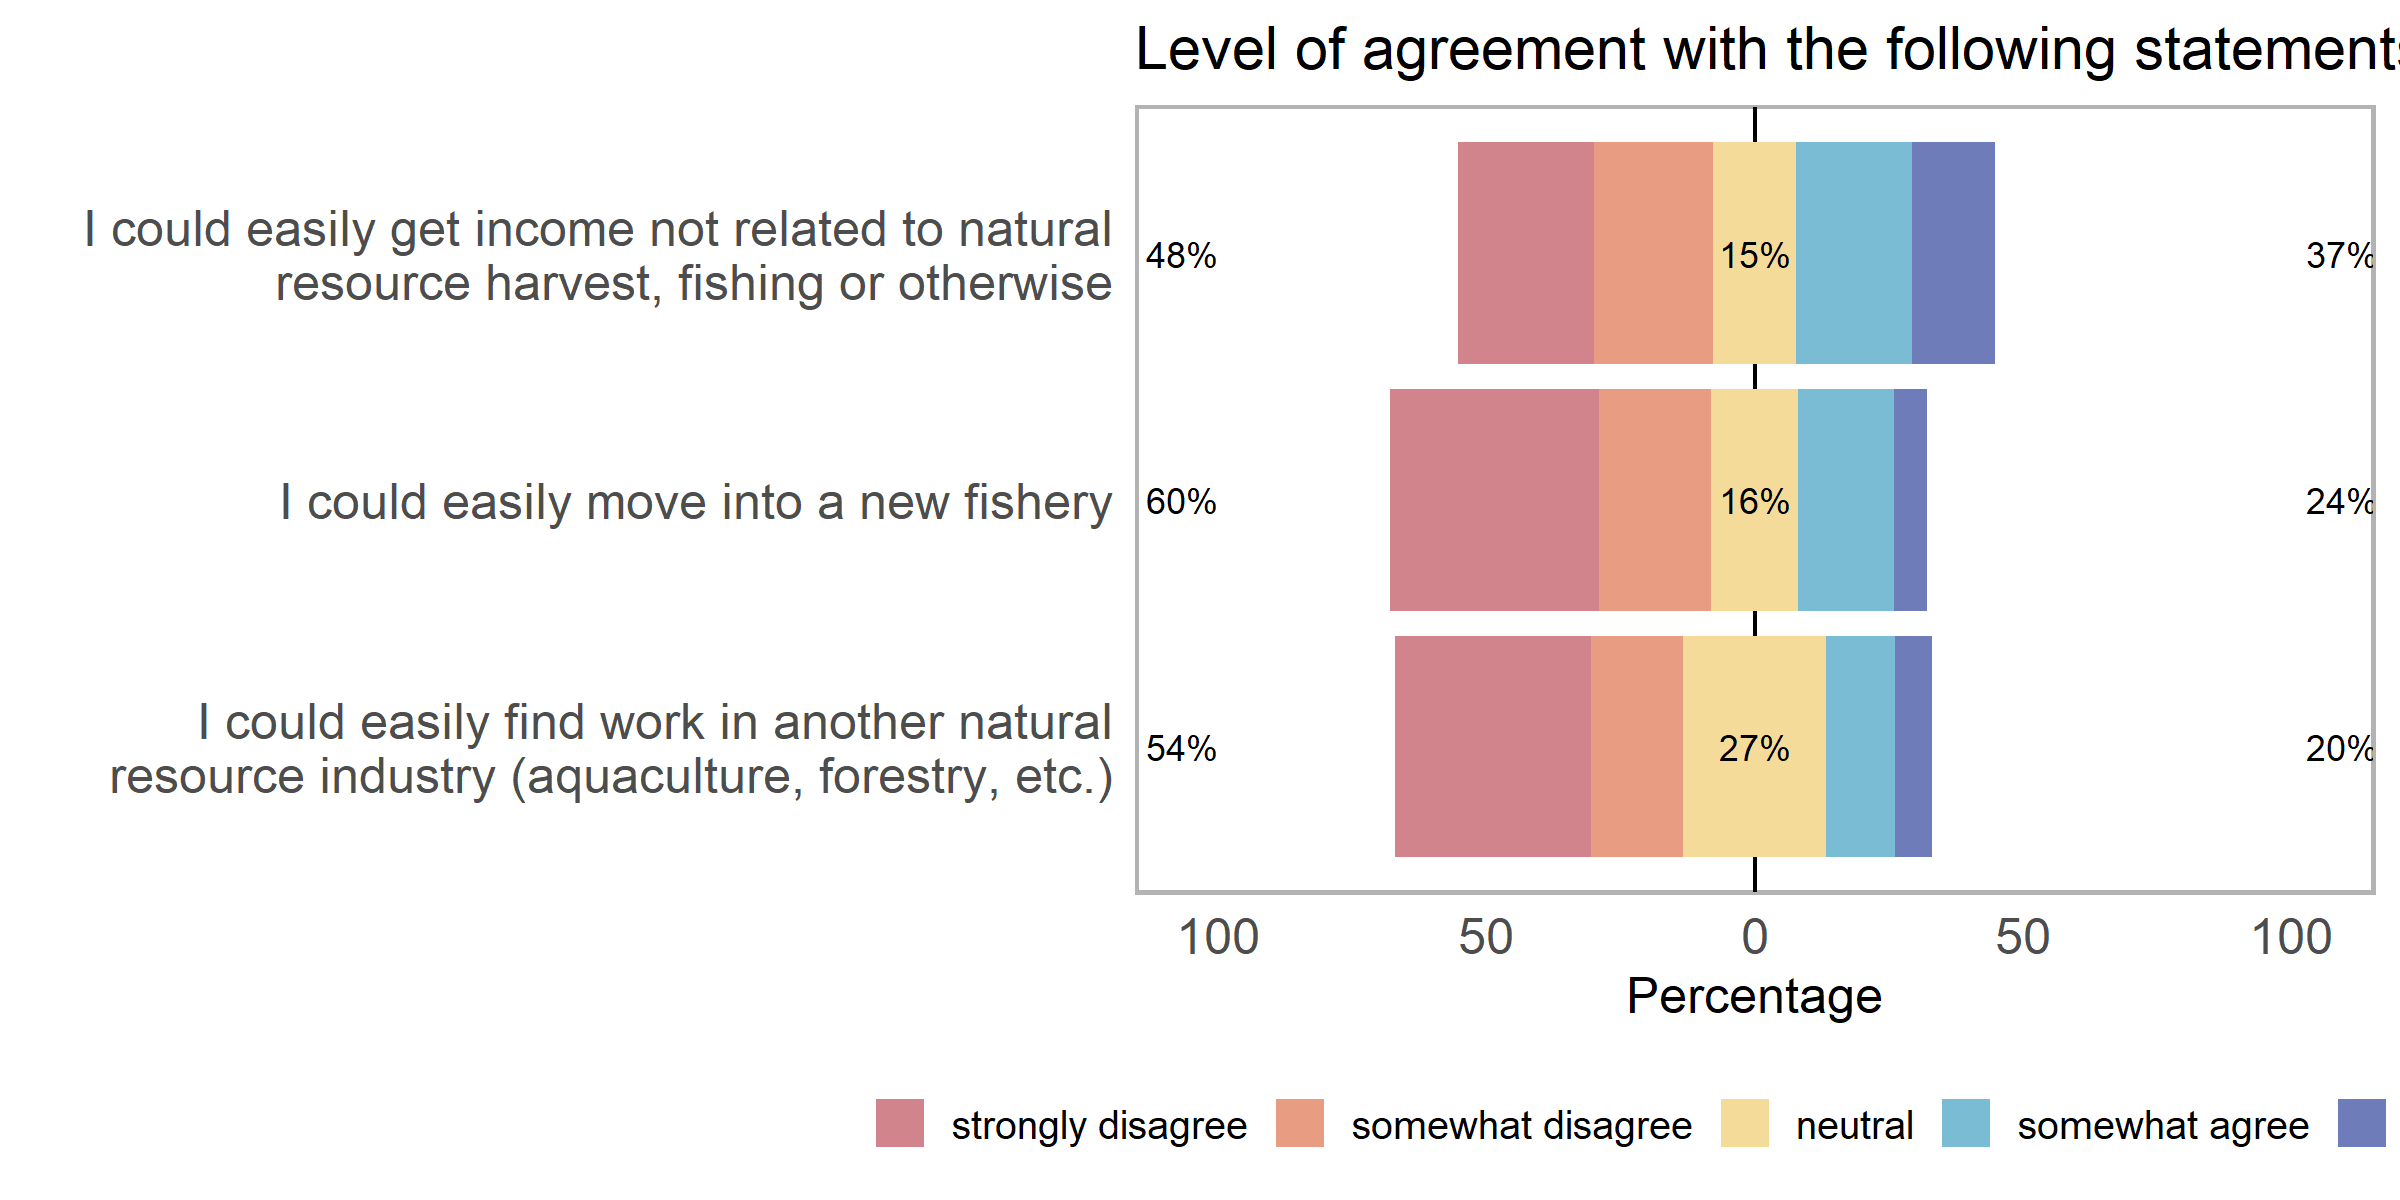 Level of agreement with the following statements
I could easily get income not related to natural
resource harvest, fishing or otherwise
48%
15%
37%
I could easily move into a new fishery
60%
16%
24%
I could easily find work in another natural
resource industry (aquaculture, forestry, etc.)
54%
27%
20%
100 50 0 50 100
Percentage
strongly disagree somewhat disagree neutral somewhat agree